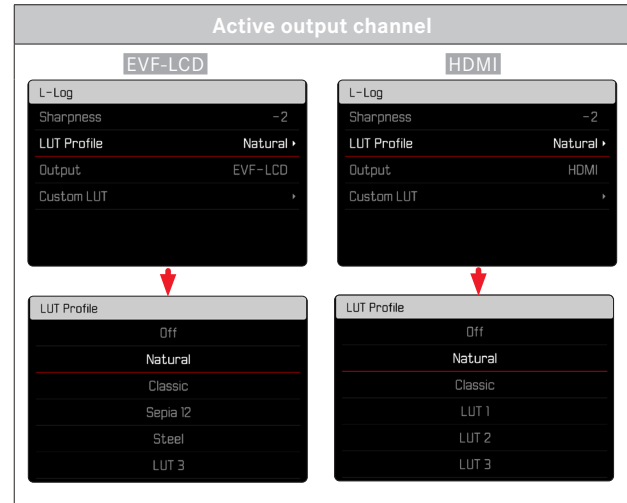 Active output channel
EVF-LCD
L-Log
Sharpness -2
LUT Profile Natural
Output EVF-LCD
Custom LUT
LUT Profile
Off
Natural
Classic
Sepia 12
Steel
LUT 3
HDMI
L-Log
Sharpness -2
LUT Profile Natural
Output HDMI
Custom LUT
LUT Profile
Off
Natural
Classic
LUT 1
LUT 2
LUT 3